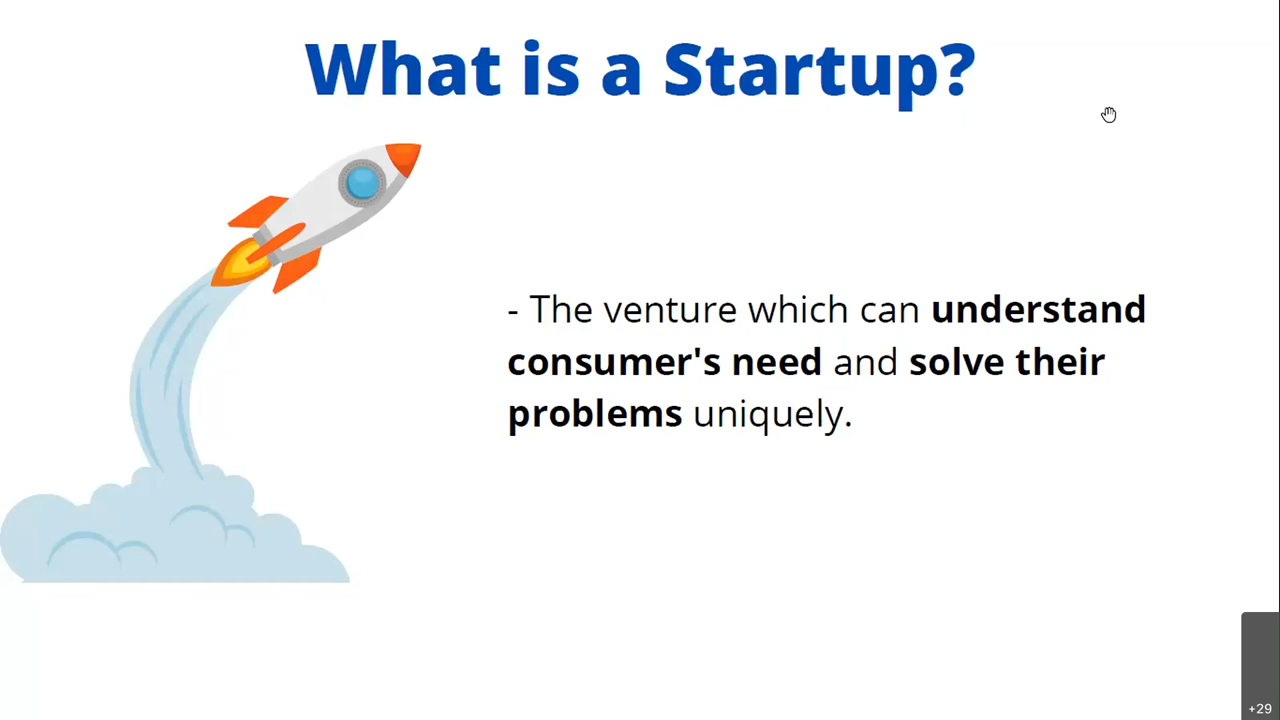 What is a Startup?
- The venture which can understand
consumer's need and solve their
problems uniquely.
+29